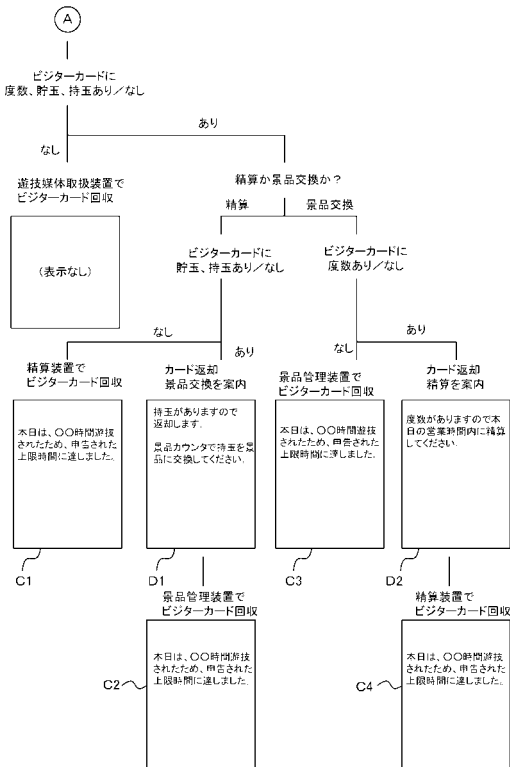 A
ビジターカードに
度数、貯玉、持玉あり／なし
あり
なし
遊技媒体取扱装置で
ビジターカード回収
精算か景品交換か？
精算
景品交換
(表示なし)
ビジターカードに
貯玉、持玉あり／なし
ビジターカードに
度数あり／なし
なし
あり
なし
あり
精算装置で
ビジターカード回収
カード返却
景品交換を案内
景品管理装置で
ビジターカード回収
カード返却
精算を案内
本日は、〇〇時間遊技
されたため、申告された
上限時間に達しました。
持玉がありますので
返却します。
景品カウンタで持玉を景
品に交換してください。
本日は、〇〇時間遊技
されたため、申告された
上限時間に達しました。
度数がありますので本
日の営業時間内に精算
してください。
C1
D1
C3
D2
景品管理装置で
ビジターカード回収
精算装置で
ビジターカード回収
本日は、〇〇時間遊技
されたため、申告された
上限時間に達しました。
C2
本日は、〇〇時間遊技
されたため、申告された
上限時間に達しました。
C4